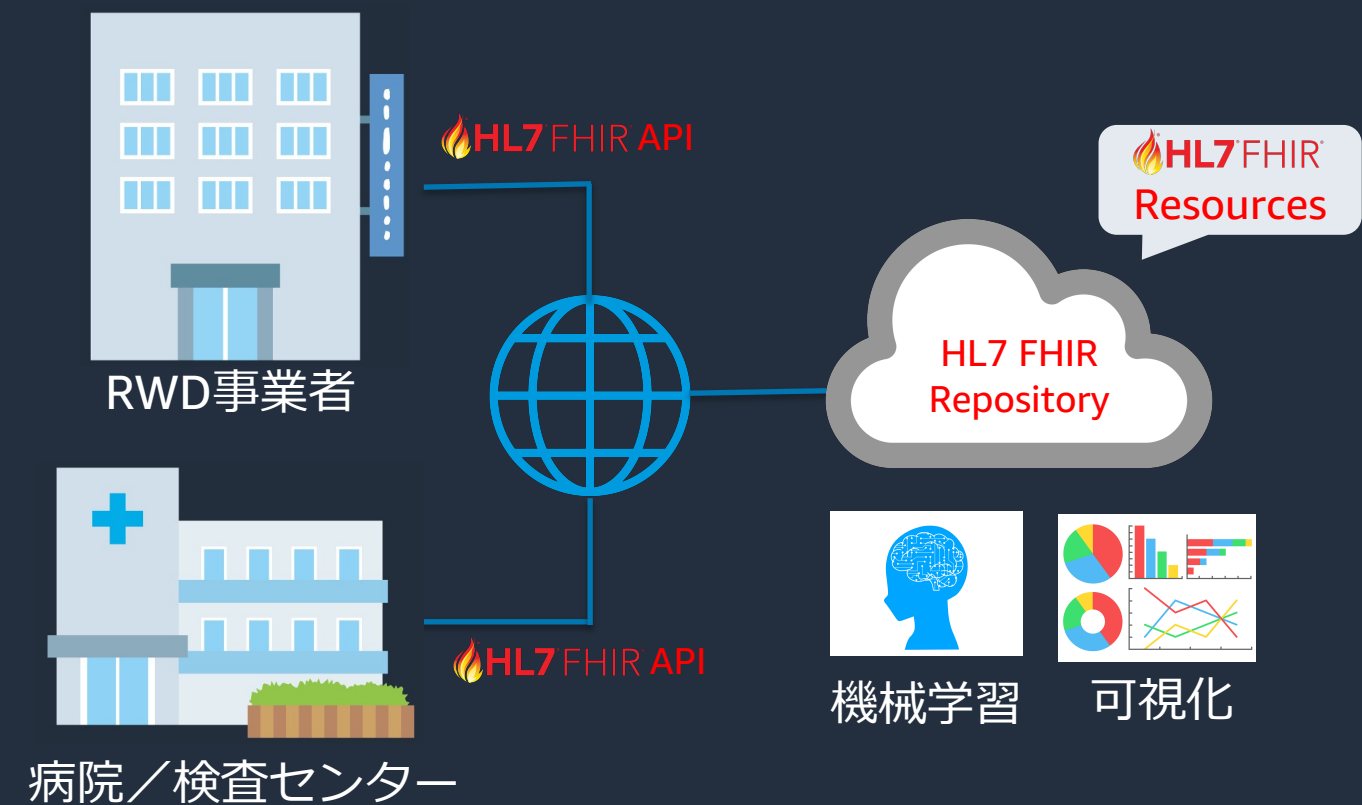 HL7 FHIR API
RWD事業者
HL7 FHIR
Resources
HL7 FHIR
Repository
HL7 FHIR API
病院／検査センター
機械学習
可視化